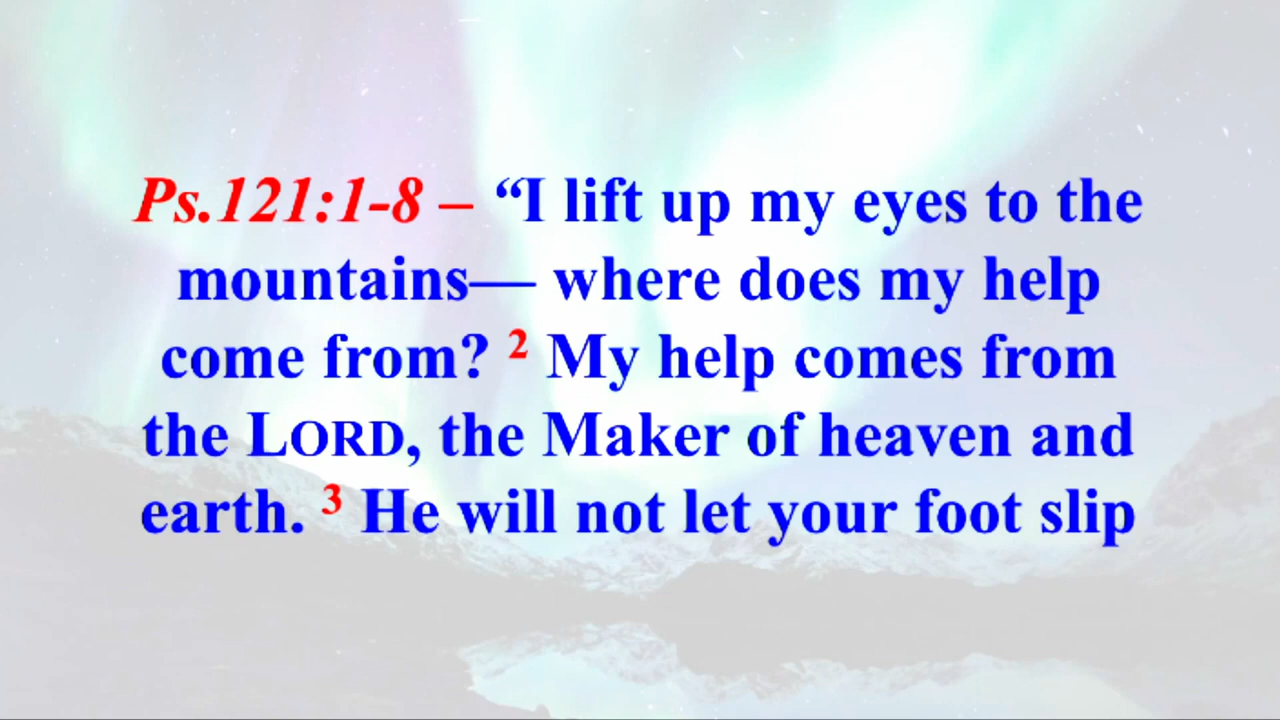 Ps.121:1-8 – “I lift up my eyes to the
mountains— where does my help
come from? 2 My help comes from
the LORD, the Maker of heaven and
earth. 3 He will not let your foot slip